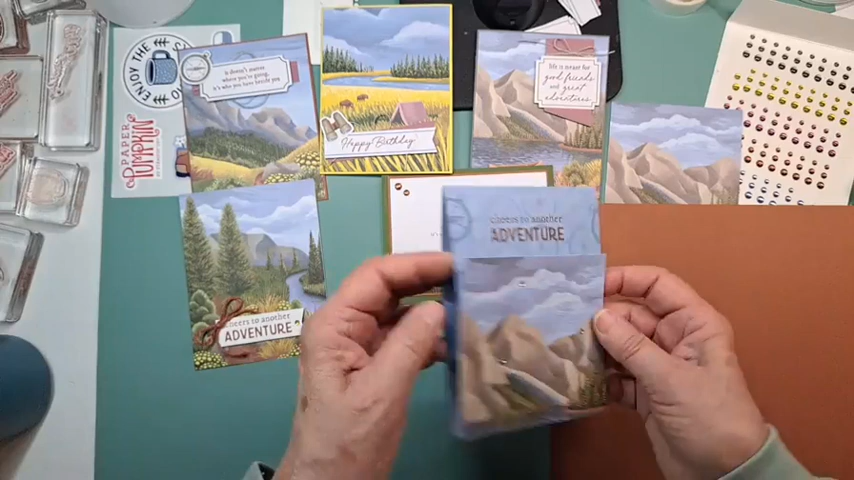 ENJOY THE
PAPER
PUMPKIN
life.
it doesn't matter
where you're going
it's who you have beside you
Happy Birthday!
life is meant for
good friends
and great
adventures
cheers to another
ADVENTURE
cheers to another
ADVENTURE